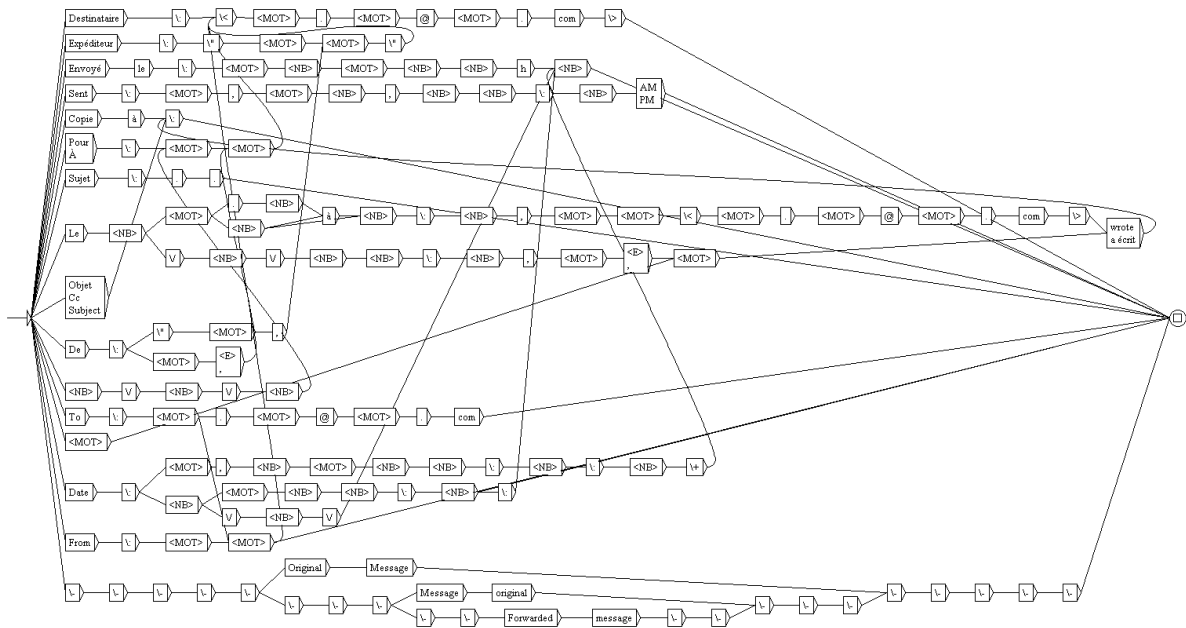 Destinataire \: \< <MOT> . <MOT> @ <MOT> . com \>
Expéditeur \: \" <MOT> <MOT> \"
Envoyé le \: <MOT> <NB> <MOT> <NB> <NB> h <NB>
Sent \: <MOT> , <MOT> <NB> , <NB> <NB> \: <NB> AM
PM
Copie à \:
Pour
À \: <MOT> <MOT>
Sujet \: . .
Le <NB> <MOT> . <NB> <NB> à <NB> \: <NB> , <MOT> <MOT> \< <MOT> . <MOT> @ <MOT> . com \> wrote
a écrit
\/ <NB> \/ <NB> <NB> \: <NB> , <MOT> <E>
, <MOT>
Objet
Cc
Subject
De \: \" <MOT> ,
<MOT> <E>
,
<NB> \/ <NB> \/ <NB>
To \: <MOT> . <MOT> @ <MOT> . com
<MOT>
Date \: <MOT> , <NB> <MOT> <NB> <NB> \: <NB> \: <NB> \+
<NB> <MOT> <NB> <NB> \: <NB> \:
\/ <NB> \/
From \: <MOT> <MOT>
Original Message
\- \- \- \- \- \- \- \- Message original \- \- \- \- \- \- \- \-
\- \- Forwarded message \- \-